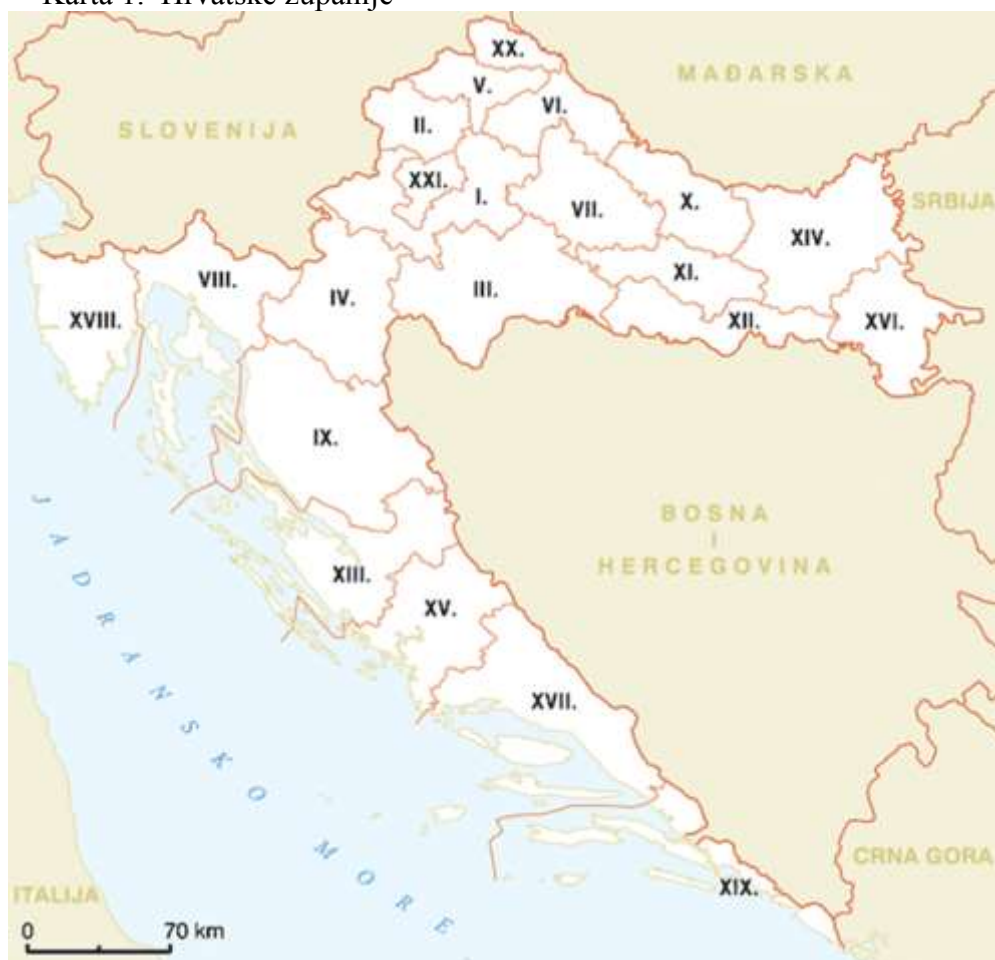 Karta 1. Hrvatske županije
XX.
MAĐARSKA
V.
VI.
SLOVENIJA
II.
XXI.
I.
VII.
X.
SRBIJA
XIV.
VIII.
XI.
IV.
III.
XVIII.
XII.
XVI.
IX.
BOSNA
I
HERCEGOVINA
XIII.
XV.
XVII.
JADRANSKO MORE
CRNA GORA
XIX.
ITALIJA
0 70 km